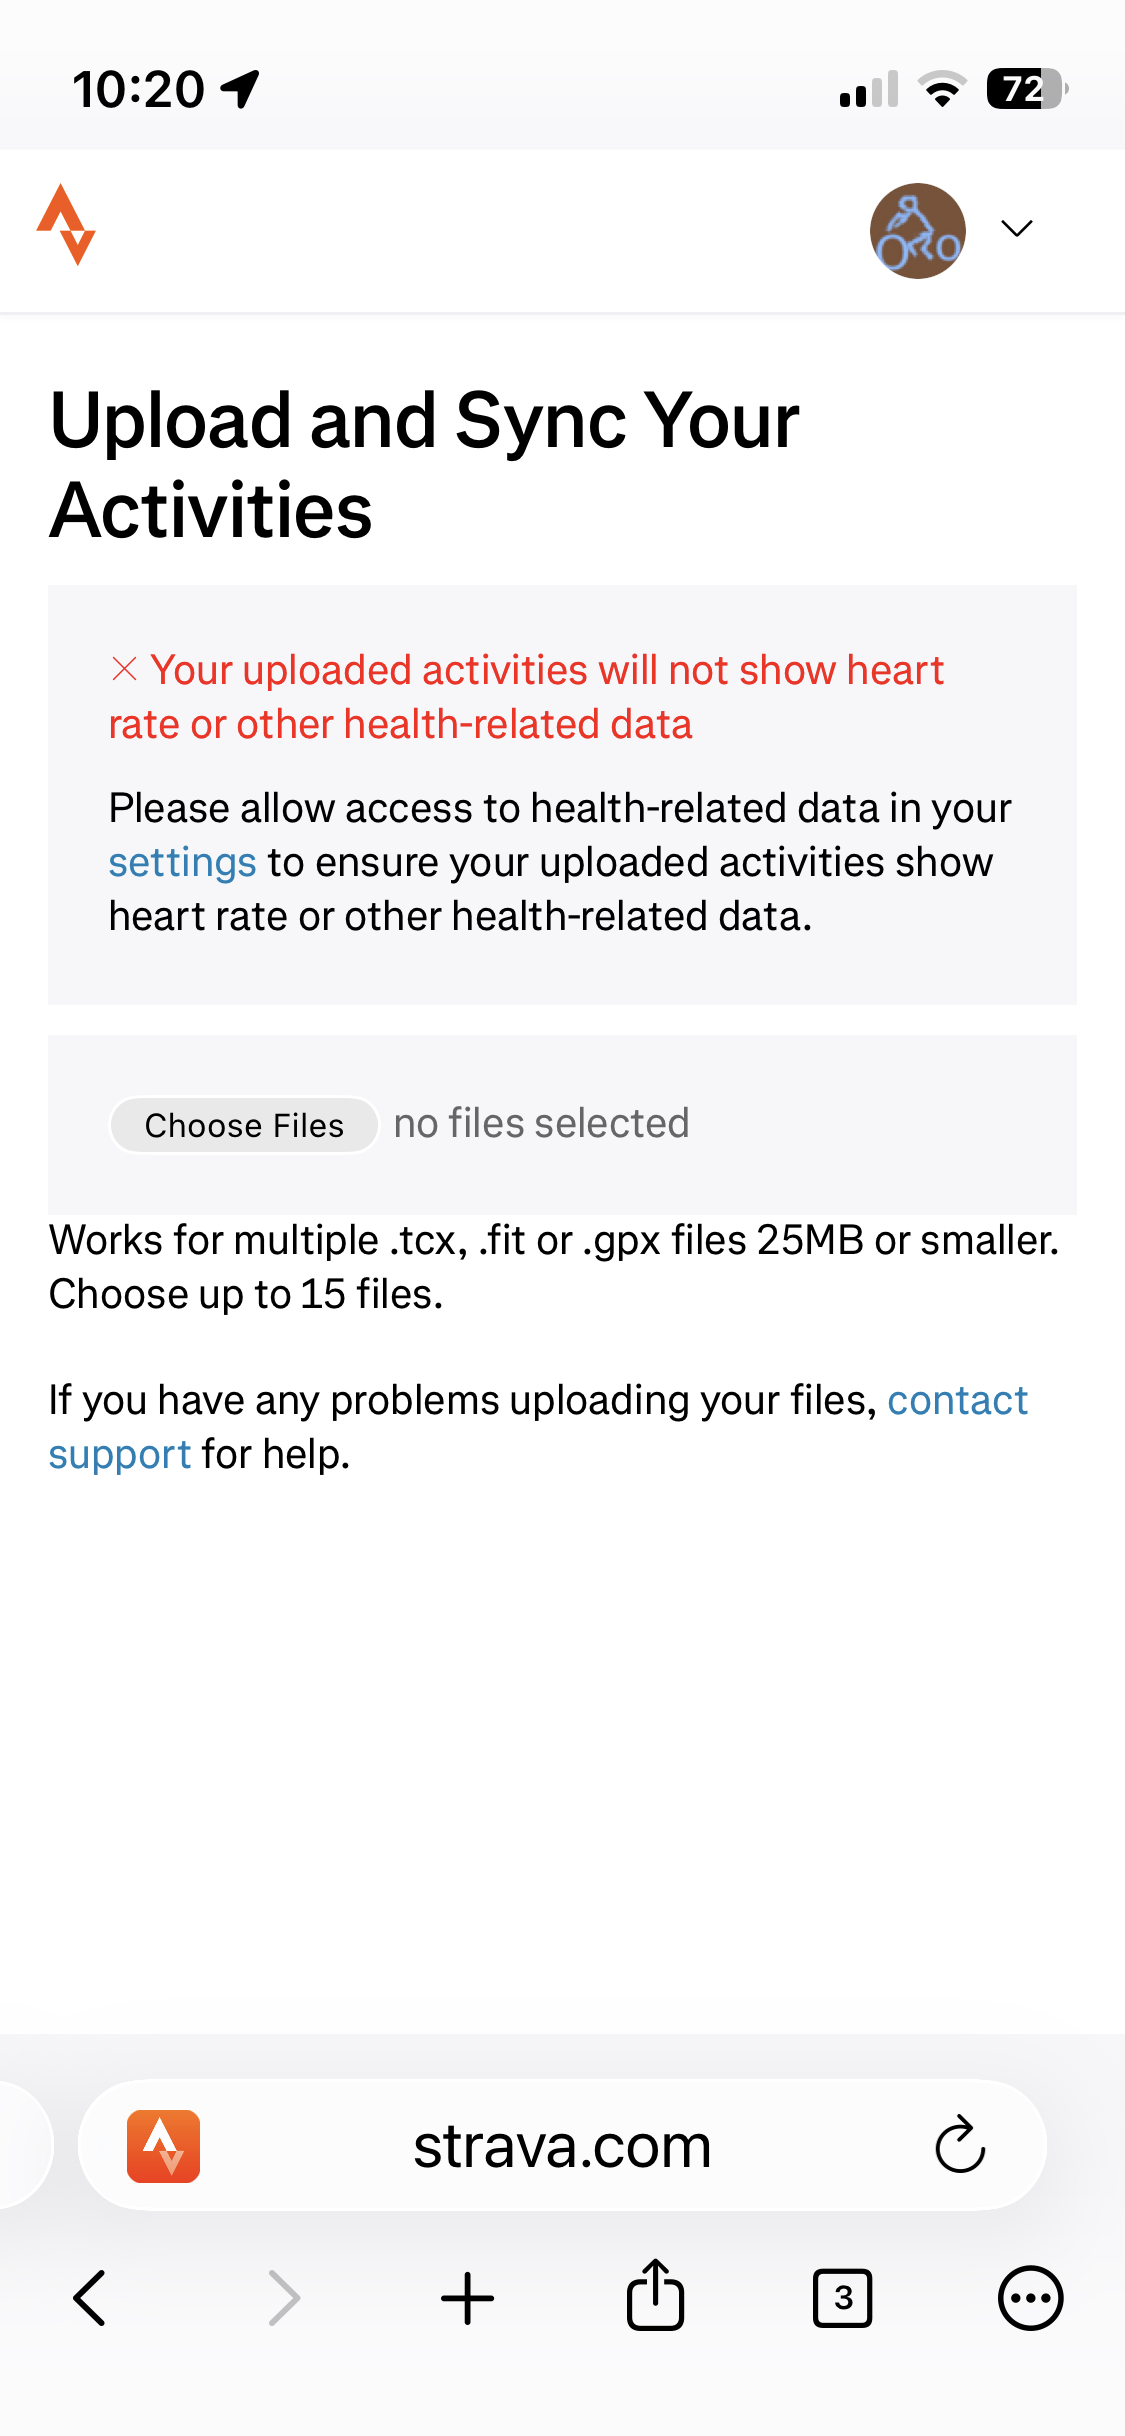 10:20
72
Upload and Sync Your
Activities
Your uploaded activities will not show heart
rate or other health-related data
Please allow access to health-related data in your
settings to ensure your uploaded activities show
heart rate or other health-related data.
Choose Files no files selected
Works for multiple .tcx, .fit or .gpx files 25MB or smaller.
Choose up to 15 files.
If you have any problems uploading your files, contact
support for help.
strava.com
3